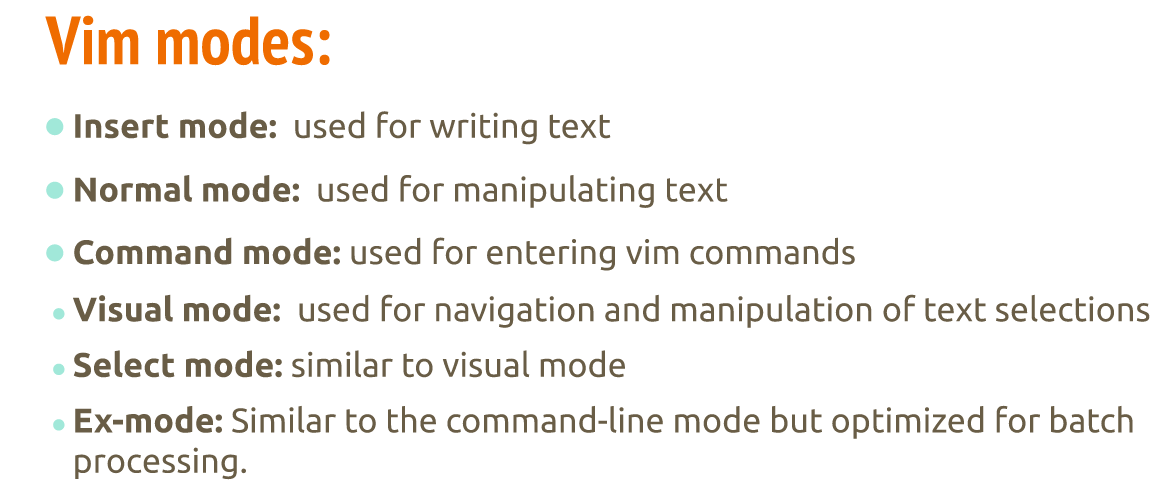 Vim modes:
Insert mode: used for writing text
Normal mode: used for manipulating text
Command mode: used for entering vim commands
Visual mode: used for navigation and manipulation of text selections
Select mode: similar to visual mode
Ex-mode: Similar to the command-line mode but optimized for batch
processing.